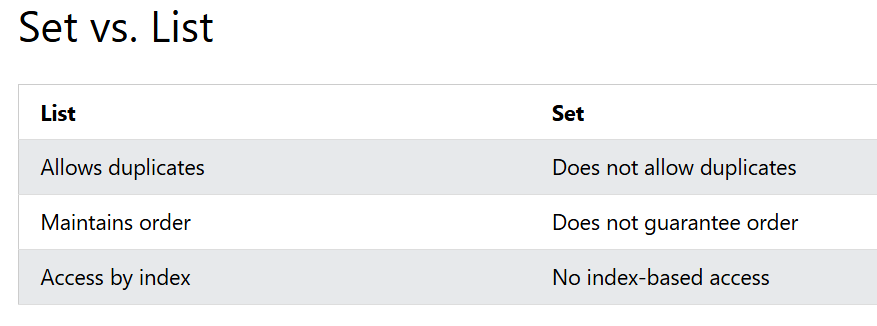 Set vs. List
List Set
Allows duplicates Does not allow duplicates
Maintains order Does not guarantee order
Access by index No index-based access